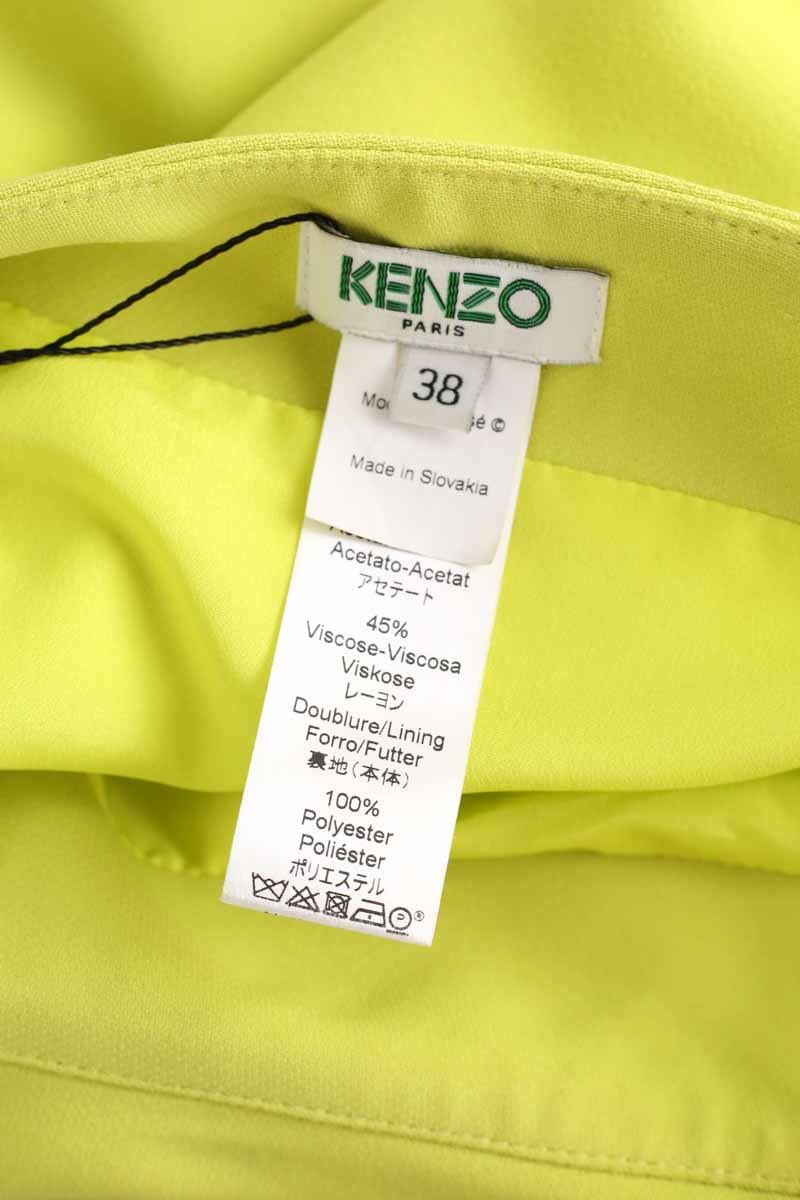 KENZO
PARIS
38
Made in Slovakia
Acetato-Acetat
アセテート
45%
Viscose-Viscosa
Viskose
レーヨン
Doublure/Lining
Forro/Futter
裏地(本体)
100%
Polyester
Poliéster
ポリエステル